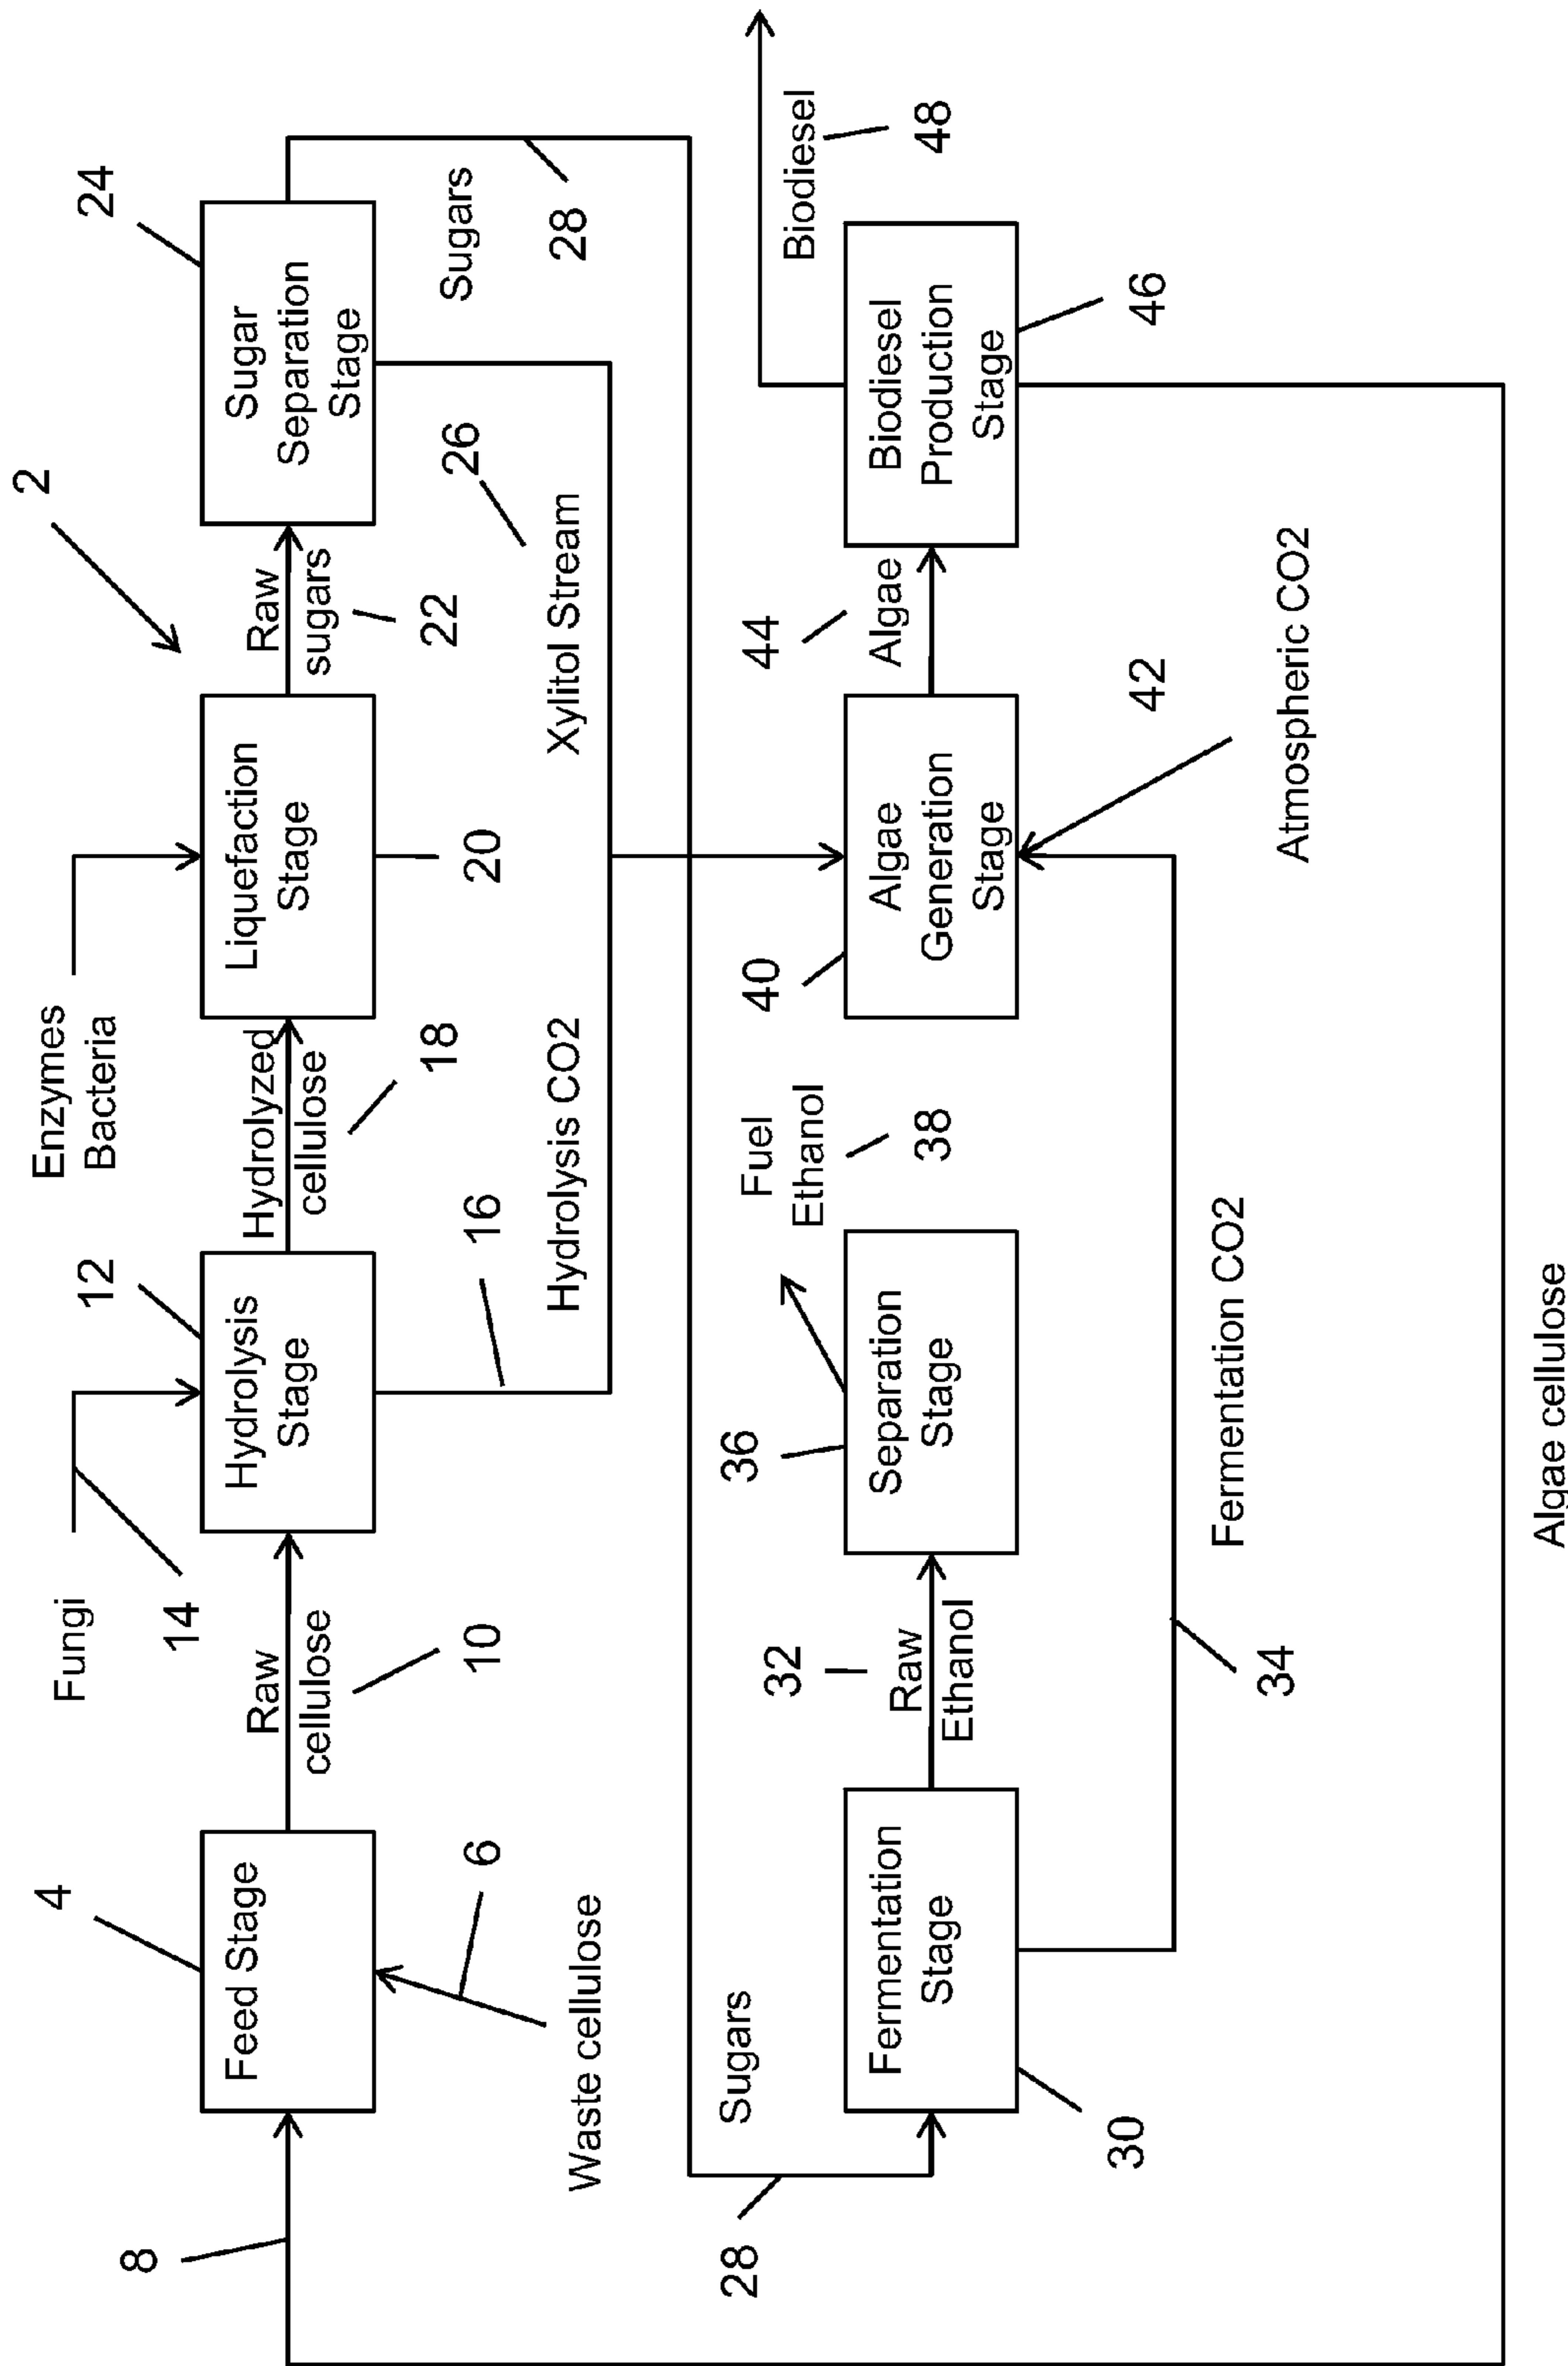 2
Enzymes
Bacteria
Fungi
4
12
24
14
8
Feed Stage
Raw
cellulose
Hydrolysis
Stage
Hydrolyzed
cellulose
Liquefaction
Stage
Raw
sugars
Sugar
Separation
Stage
10
18
20
22
Sugars
6
16
26
28
Waste cellulose
Hydrolysis CO2
Xylitol Stream
Sugars
28
32
36
Fuel
Ethanol
38
40
44
Biodiesel
48
Fermentation
Stage
Raw
Ethanol
Separation
Stage
Algae
Generation
Stage
Algae
Biodiesel
Production
Stage
30
42
46
Fermentation CO2
34
Atmospheric CO2
Algae cellulose